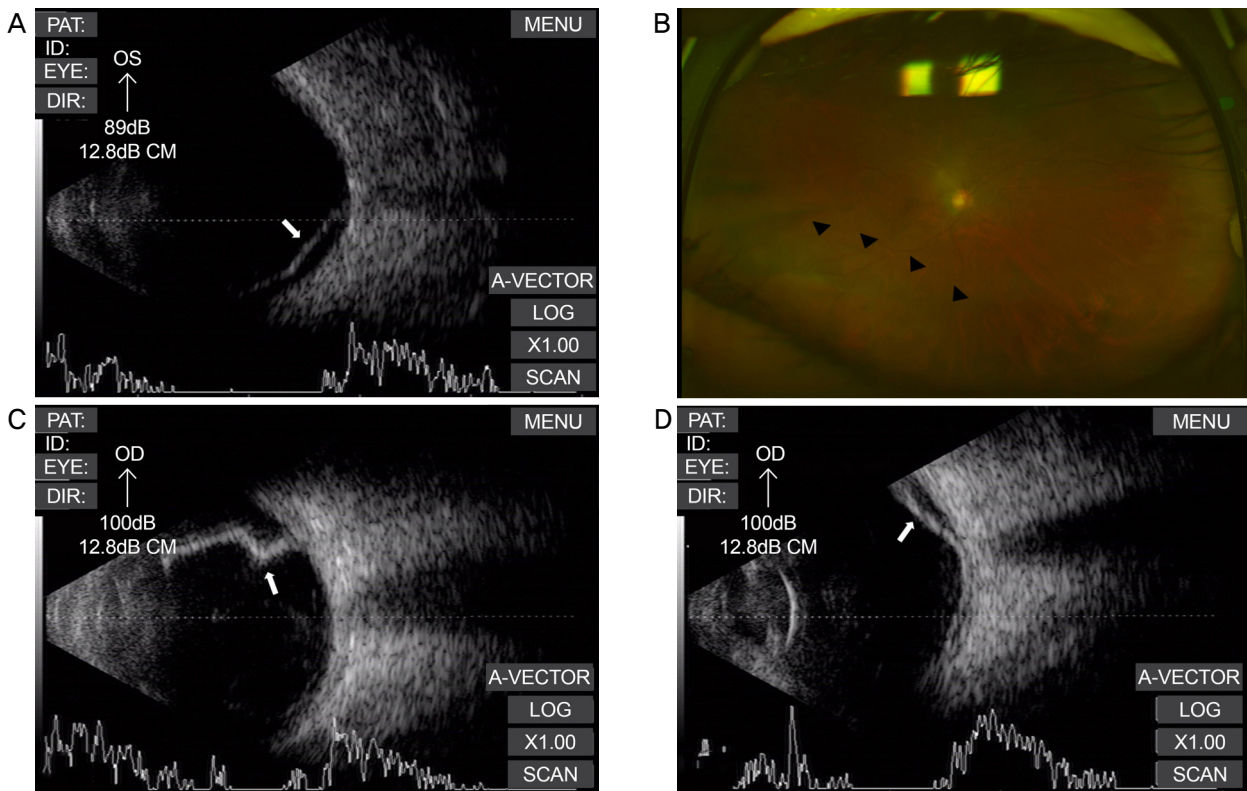 A
PAT:
ID:
EYE:
DIR:
OS
89dB
12.8dB CM
MENU
A-VECTOR
LOG
X1.00
SCAN
B
C
PAT:
ID:
EYE:
DIR:
OD
100dB
12.8dB CM
MENU
A-VECTOR
LOG
X1.00
SCAN
D
PAT:
ID:
EYE:
DIR:
OD
100dB
12.8dB CM
MENU
A-VECTOR
LOG
X1.00
SCAN